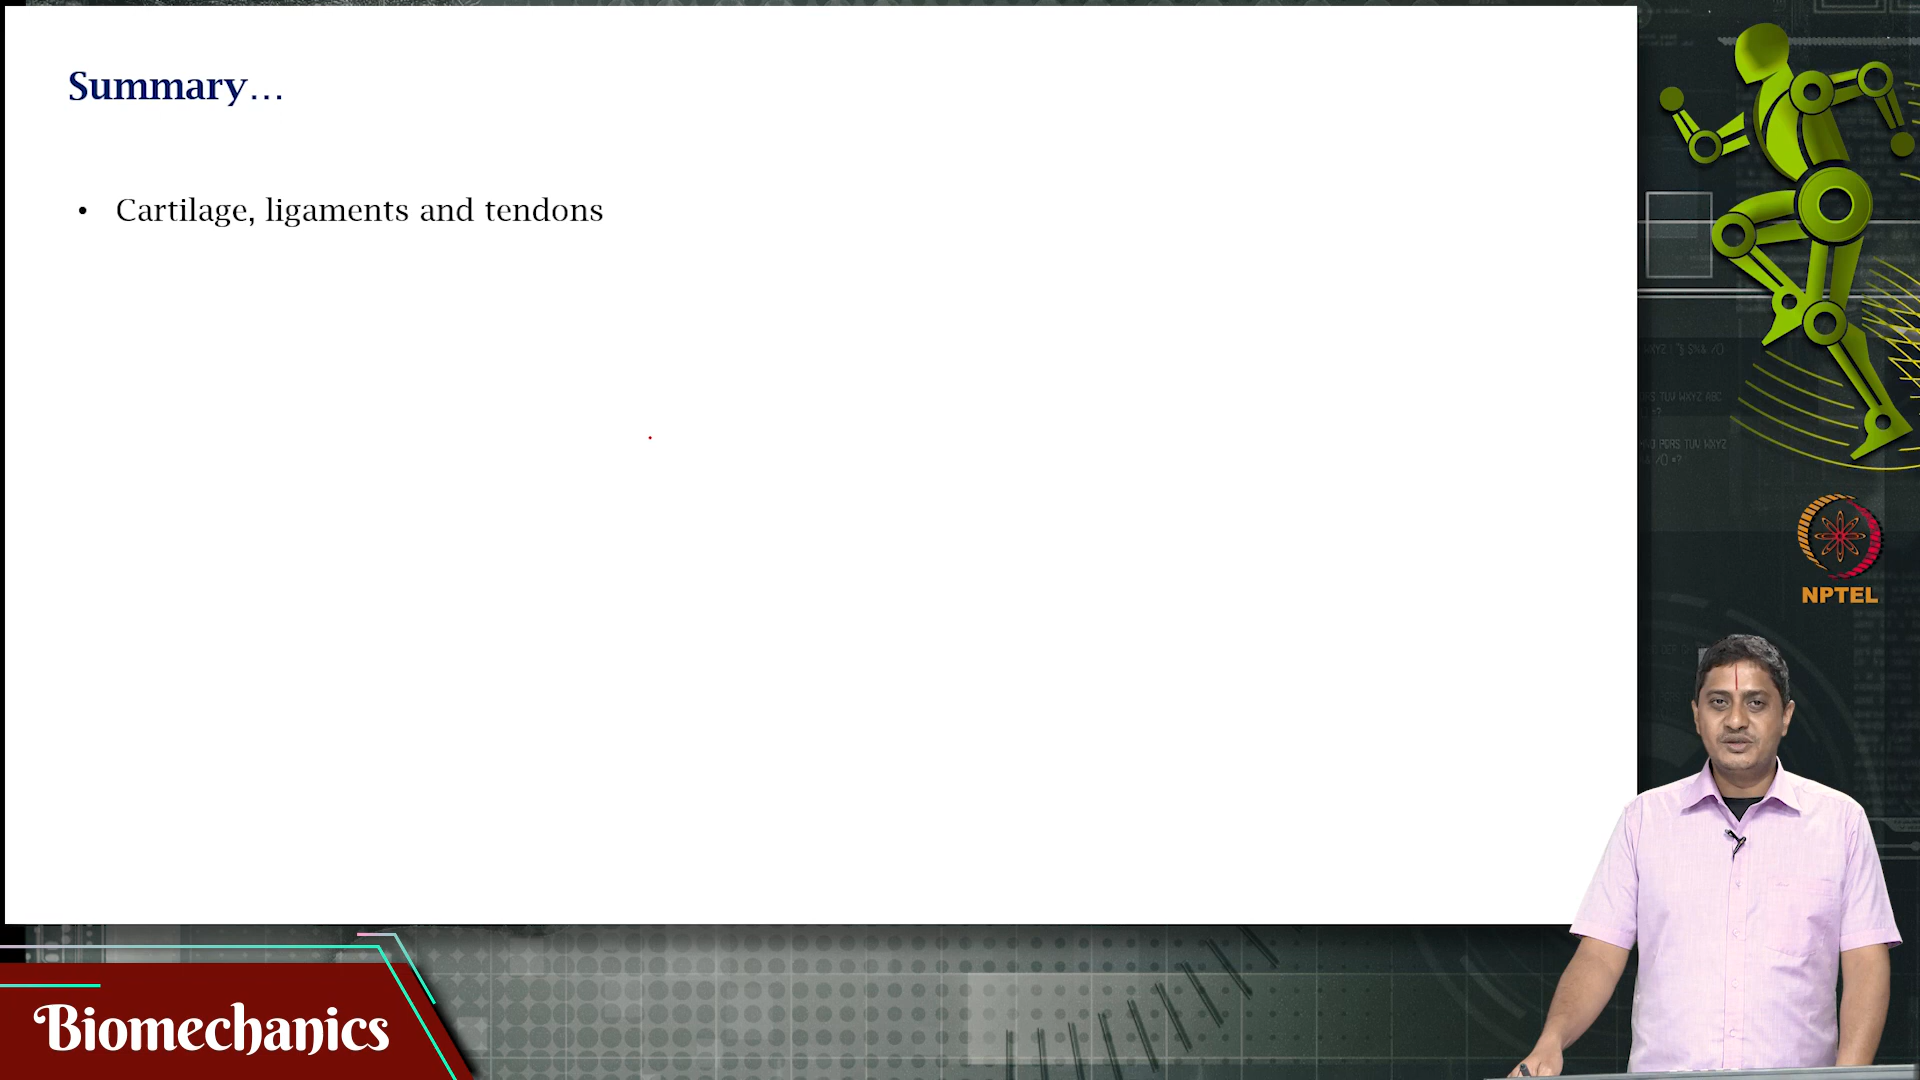 Summary…
• Cartilage, ligaments and tendons
NPTEL
Biomechanics